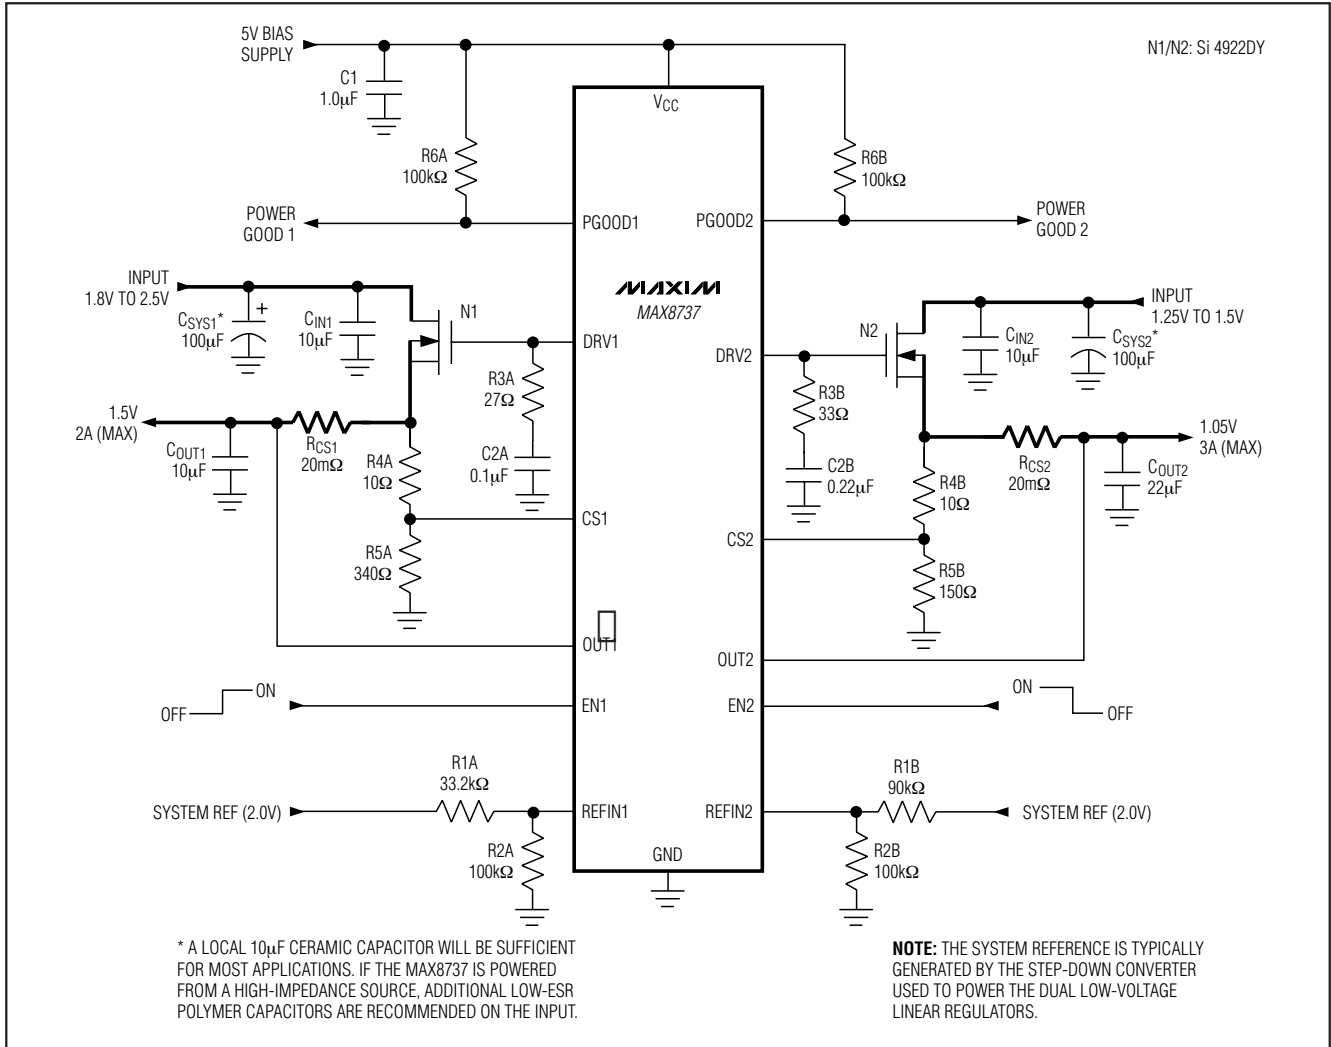 5V BIAS
SUPPLY
N1/N2: Si 4922DY
C1
1.0µF
VCC
R6A
100kΩ
R6B
100kΩ
POWER
GOOD 1
PGOOD1
PGOOD2
POWER
GOOD 2
MAXIM
MAX8737
INPUT
1.8V TO 2.5V
CSYS1*
100µF
+
CIN1
10µF
N1
DRV1
R3A
27Ω
C2A
0.1µF
INPUT
1.25V TO 1.5V
N2
CIN2
10µF
CSYS2*
100µF
DRV2
R3B
33Ω
C2B
0.22µF
1.5V
2A (MAX)
COUT1
10µF
RCS1
20mΩ
R4A
10Ω
CS1
R5A
340Ω
1.05V
3A (MAX)
RCS2
20mΩ
COUT2
22µF
R4B
10Ω
CS2
R5B
150Ω
OUT1
OUT2
OFF
ON
EN1
EN2
ON
OFF
R1A
33.2kΩ
SYSTEM REF (2.0V)
REFIN1
R2A
100kΩ
R1B
90kΩ
REFIN2
SYSTEM REF (2.0V)
R2B
100kΩ
GND
* A LOCAL 10µF CERAMIC CAPACITOR WILL BE SUFFICIENT
FOR MOST APPLICATIONS. IF THE MAX8737 IS POWERED
FROM A HIGH-IMPEDANCE SOURCE, ADDITIONAL LOW-ESR
POLYMER CAPACITORS ARE RECOMMENDED ON THE INPUT.
NOTE: THE SYSTEM REFERENCE IS TYPICALLY
GENERATED BY THE STEP-DOWN CONVERTER
USED TO POWER THE DUAL LOW-VOLTAGE
LINEAR REGULATORS.